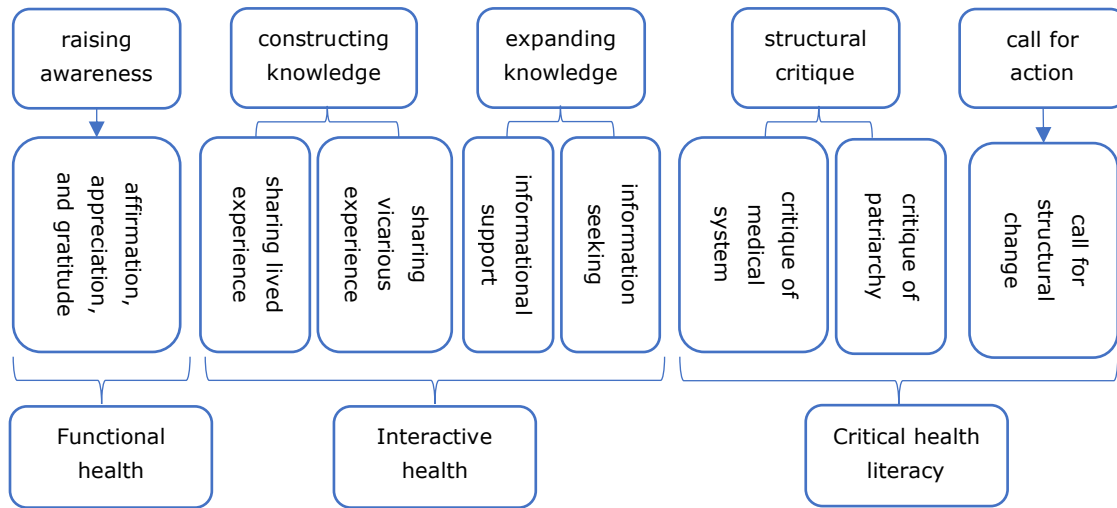 raising
awareness
constructing
knowledge
expanding
knowledge
structural
critique
call for
action
affirmation,
appreciation,
and gratitude
sharing lived
experience
sharing
vicarious
experience
informational
support
information
seeking
critique of
medical
system
critique of
patriarchy
call for
structural
change
Functional
health
Interactive
health
Critical health
literacy